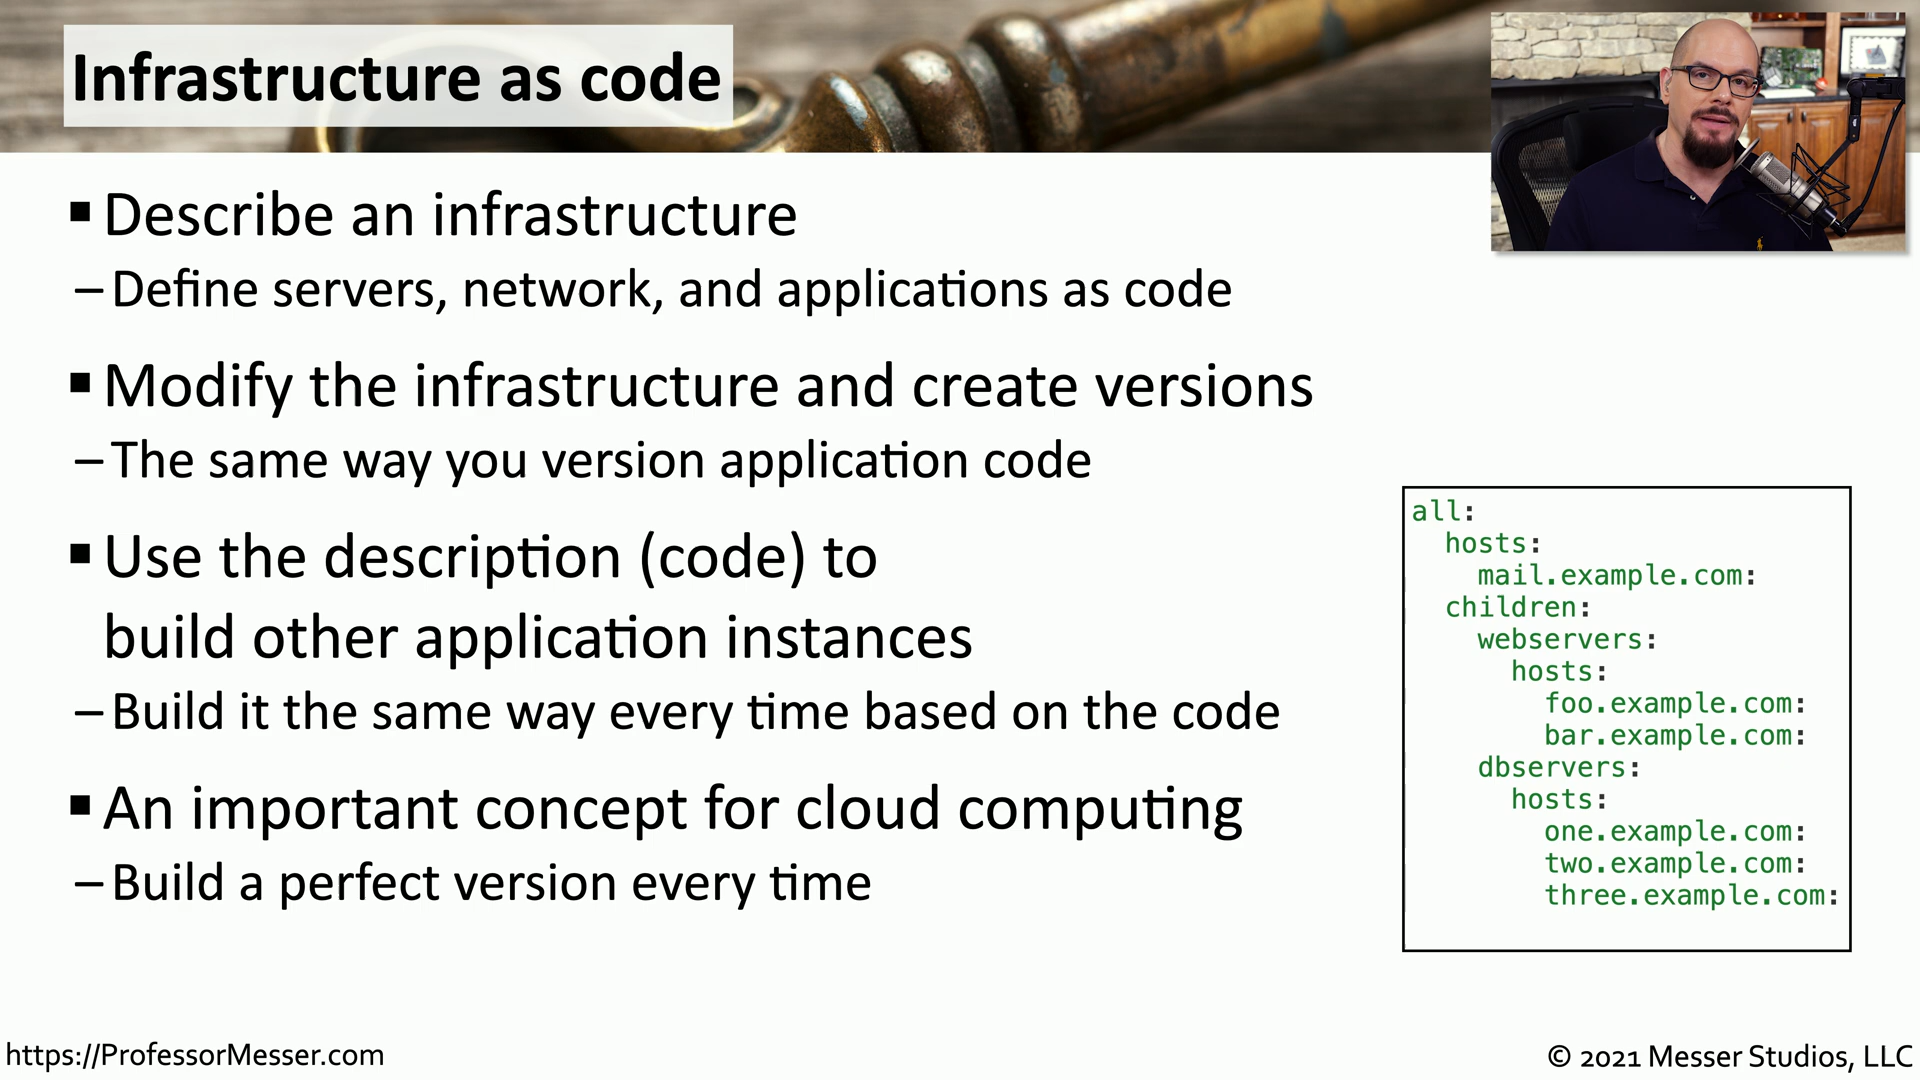 Infrastructure as code
▪ Describe an infrastructure
– Define servers, network, and applications as code
▪ Modify the infrastructure and create versions
– The same way you version application code
▪ Use the description (code) to
build other application instances
– Build it the same way every time based on the code
▪ An important concept for cloud computing
– Build a perfect version every time
all:
  hosts:
    mail.example.com:
  children:
    webservers:
      hosts:
        foo.example.com:
        bar.example.com:
    dbservers:
      hosts:
        one.example.com:
        two.example.com:
        three.example.com:
https://ProfessorMesser.com
© 2021 Messer Studios, LLC